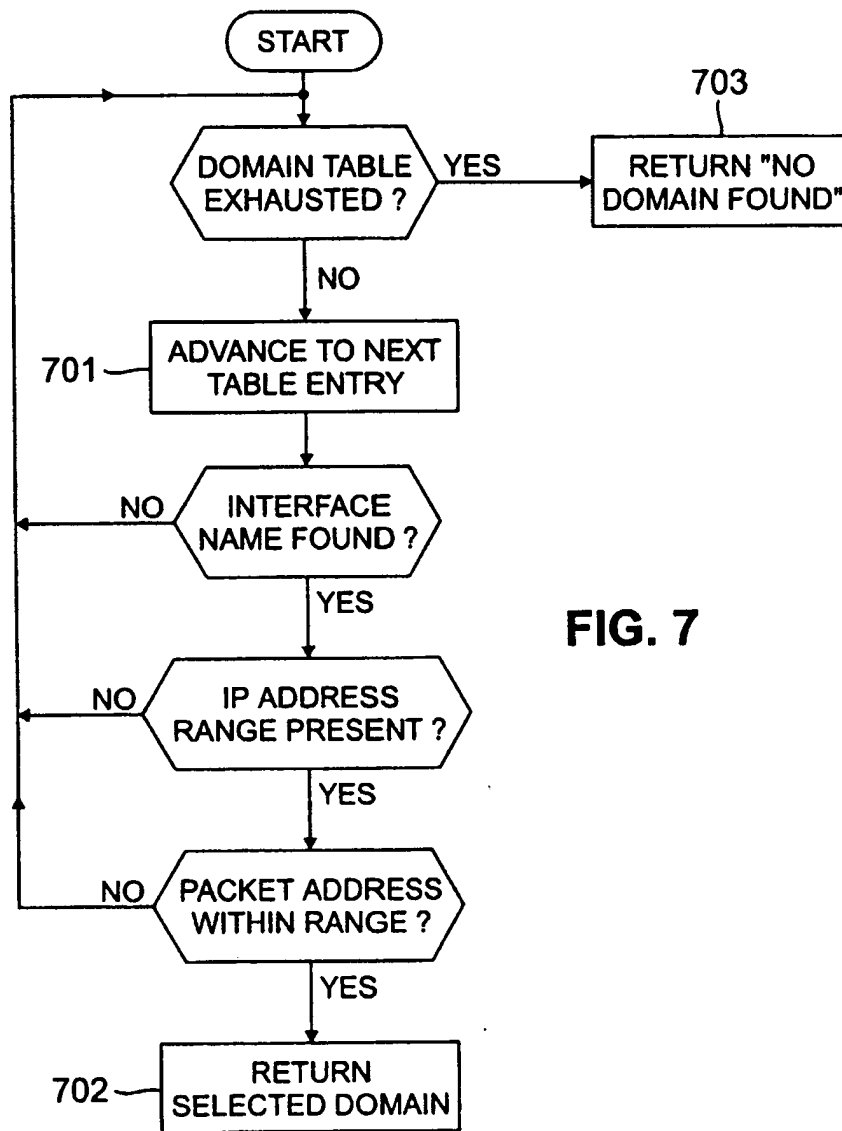 START
DOMAIN TABLE
EXHAUSTED ?
YES
703
RETURN "NO
DOMAIN FOUND"
NO
701
ADVANCE TO NEXT
TABLE ENTRY
NO
INTERFACE
NAME FOUND ?
YES
FIG. 7
NO
IP ADDRESS
RANGE PRESENT ?
YES
NO
PACKET ADDRESS
WITHIN RANGE ?
YES
702
RETURN
SELECTED DOMAIN